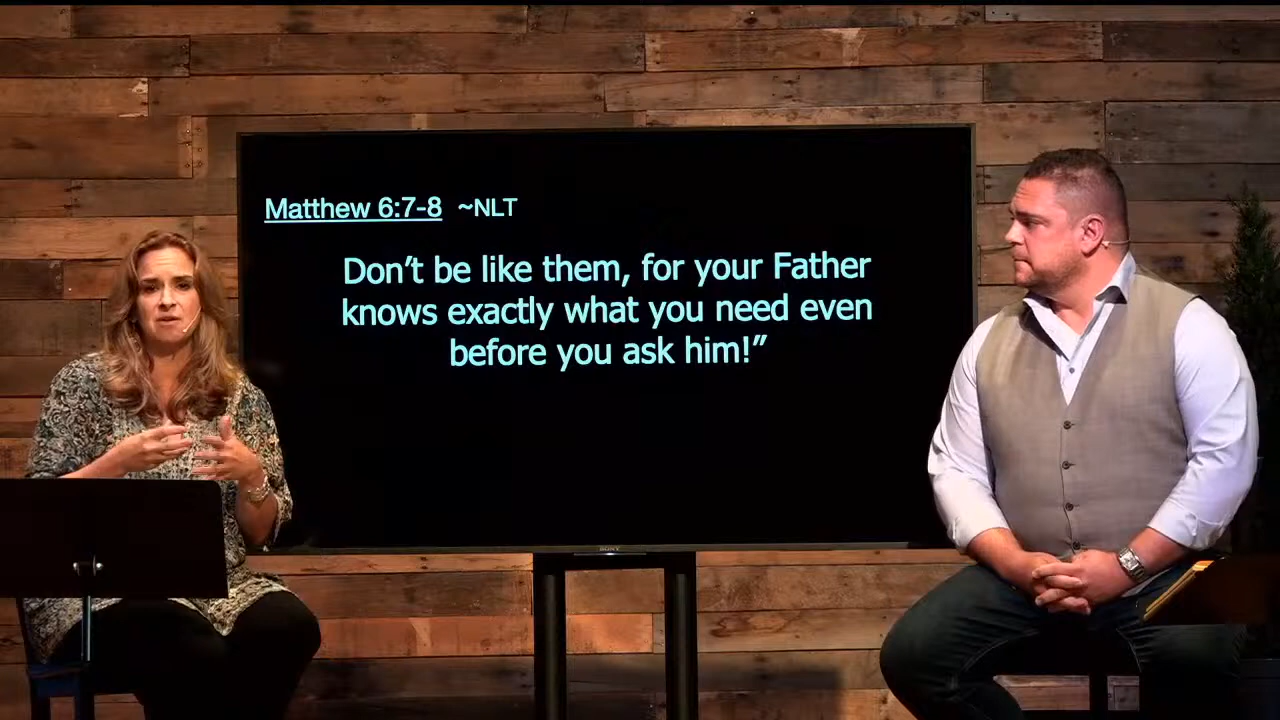 Matthew 6:7-8 ~NLT
Don’t be like them, for your Father
knows exactly what you need even
before you ask him!”
SONY